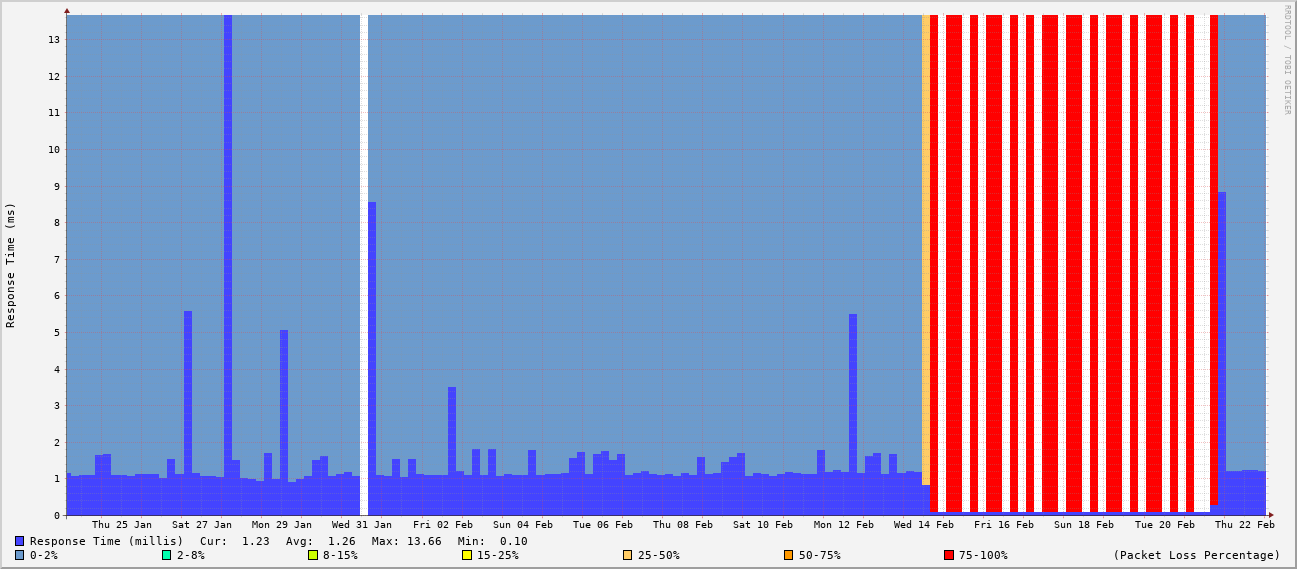 RRDTOOL / TOBI OETIKER
Response Time (ms)
13
12
11
10
9
8
7
6
5
4
3
2
1
0
Thu 25 Jan Sat 27 Jan Mon 29 Jan Wed 31 Jan Fri 02 Feb Sun 04 Feb Tue 06 Feb Thu 08 Feb Sat 10 Feb Mon 12 Feb Wed 14 Feb Fri 16 Feb Sun 18 Feb Tue 20 Feb Thu 22 Feb
Response Time (millis) Cur: 1.23 Avg: 1.26 Max: 13.66 Min: 0.10
0-2% 2-8% 8-15% 15-25% 25-50% 50-75% 75-100% (Packet Loss Percentage)